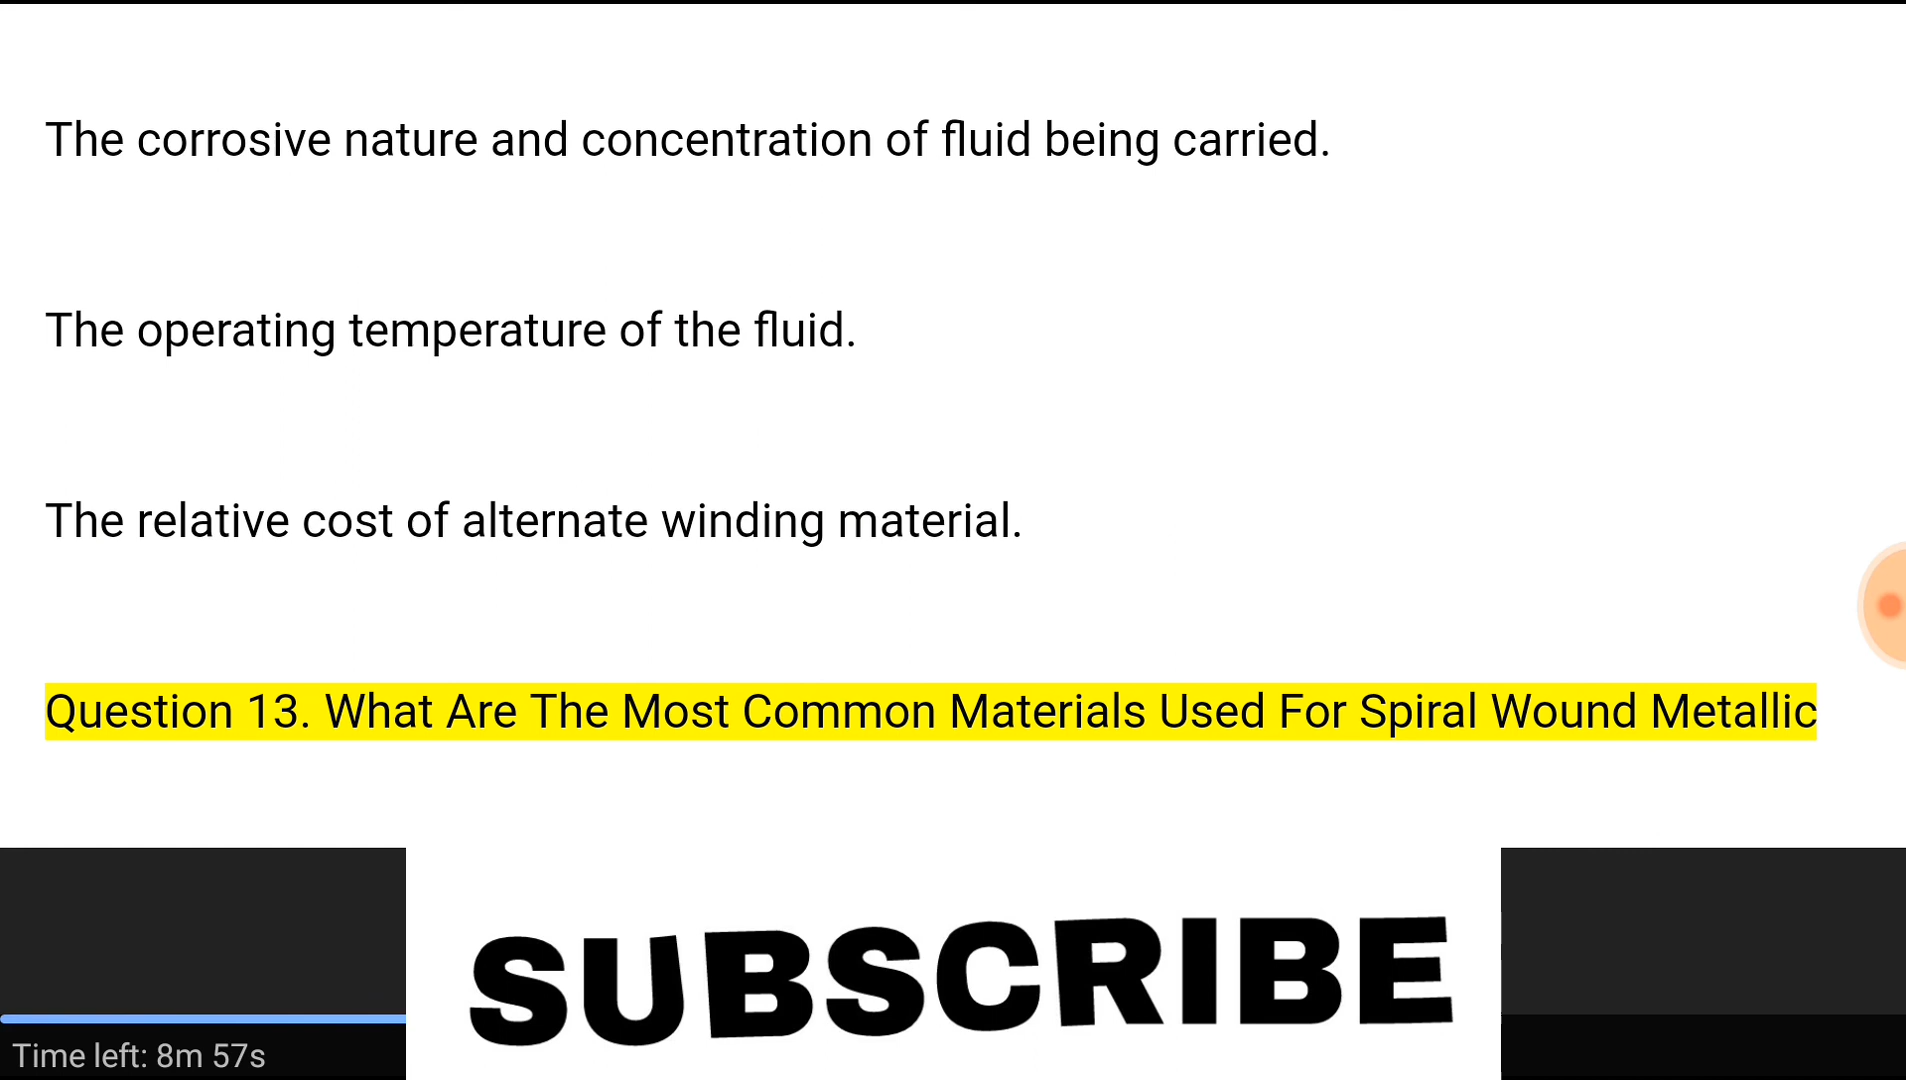 The corrosive nature and concentration of fluid being carried.
The operating temperature of the fluid.
The relative cost of alternate winding material.
Question 13. What Are The Most Common Materials Used For Spiral Wound Metallic
SUBSCRIBE
Time left: 8m 57s